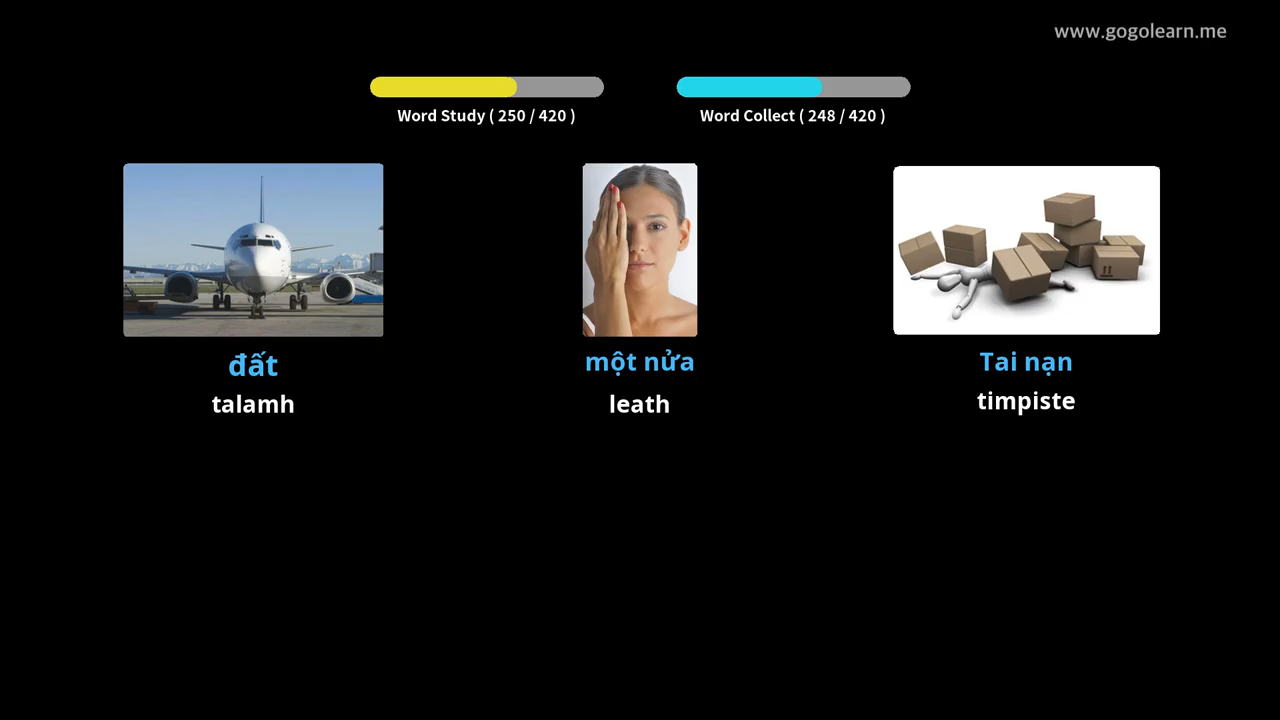 www.gogolearn.me
Word Study ( 250 / 420 )
Word Collect ( 248 / 420 )
đất
talamh
một nửa
leath
Tai nạn
timpiste